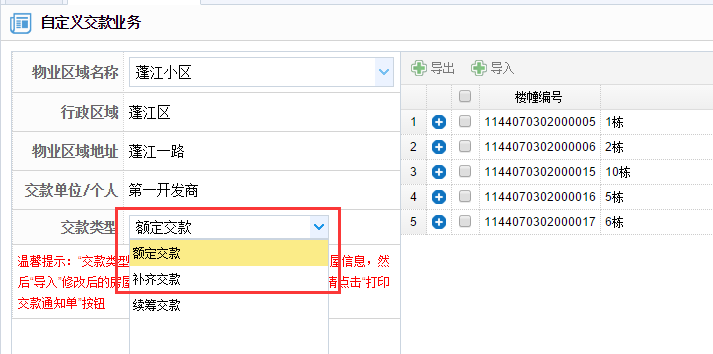 自定义交款业务
物业区域名称 蓬江小区
行政区域 蓬江区
物业区域地址 蓬江一路
交款单位/个人 第一开发商
交款类型 额定交款
额定交款
补齐交款
续筹交款
温馨提示：“交款类型 屋信息，然
后“导入”修改后的房屋 请点击“打印
交款通知单”按钮
导出 导入
楼幢编号
1 1144070302000005 1栋
2 1144070302000006 2栋
3 1144070302000015 10栋
4 1144070302000016 5栋
5 1144070302000017 6栋